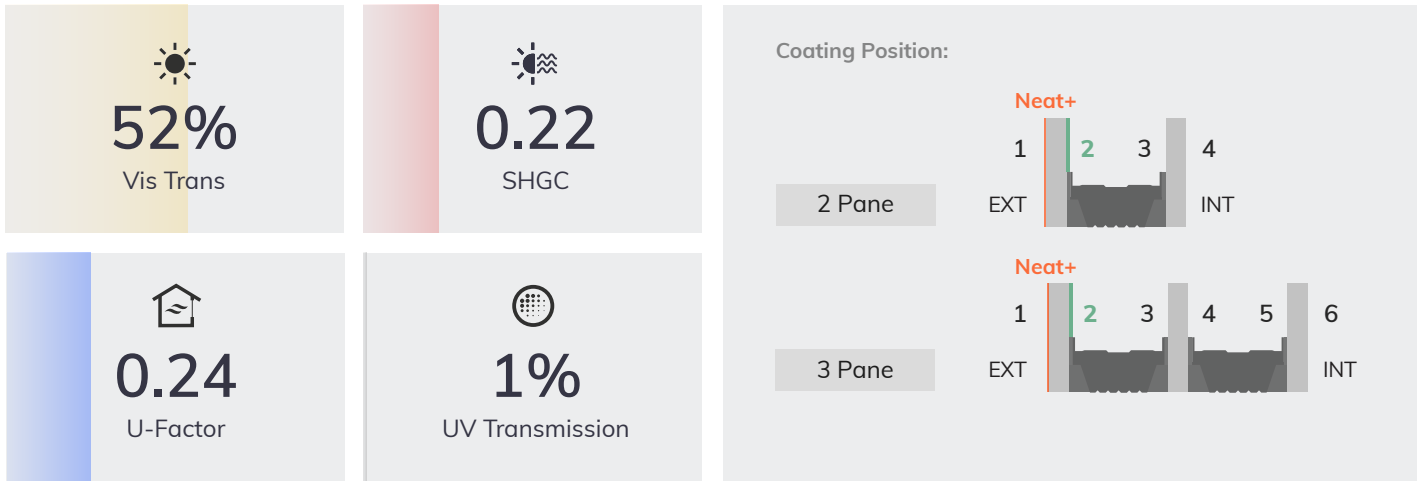 52%
Vis Trans
0.22
SHGC
0.24
U-Factor
1%
UV Transmission
Coating Position:
Neat+
1 2 3 4
2 Pane
EXT INT
Neat+
1 2 3 4 5 6
3 Pane
EXT INT